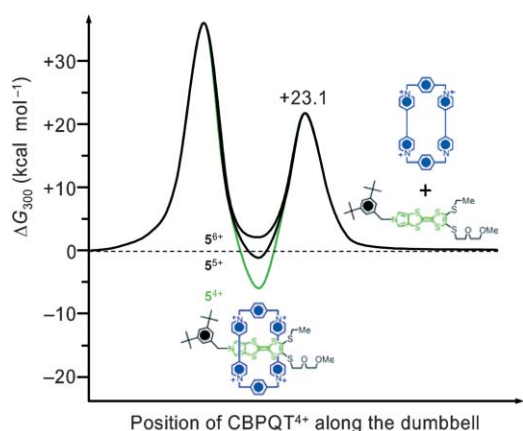 +30
+20
+10
0
−10
−20
ΔG300 (kcal mol⁻¹)
+23.1
5⁶⁺
5⁵⁺
5⁴⁺
+
N
+
N
+
N
+
N
+
+
N
S
S
S
S
S
Me
S
O
OMe
N
+
N
+
N
+
N
+
N
S
Me
S
O
OMe
Position of CBPQT⁴⁺ along the dumbbell